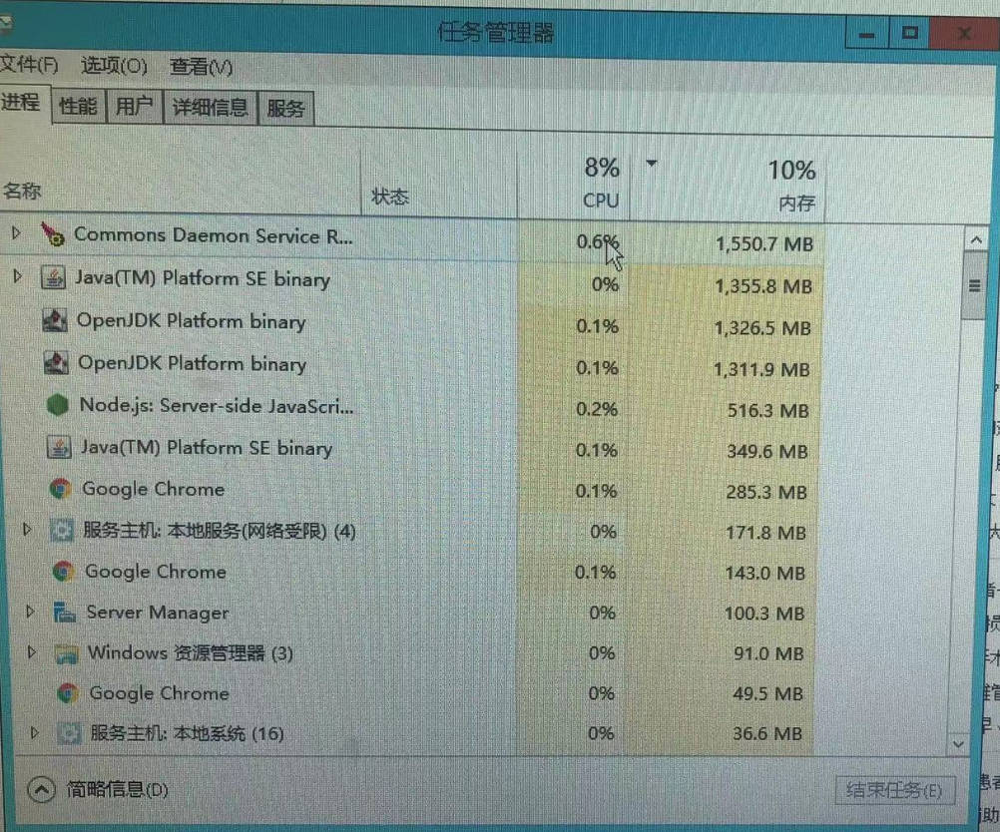 任务管理器
文件(F) 选项(O) 查看(V)
进程 性能 用户 详细信息 服务
8% 10%
名称 状态 CPU 内存
Commons Daemon Service R... 0.6% 1,550.7 MB
Java(TM) Platform SE binary 0% 1,355.8 MB
OpenJDK Platform binary 0.1% 1,326.5 MB
OpenJDK Platform binary 0.1% 1,311.9 MB
Node.js: Server-side JavaScri... 0.2% 516.3 MB
Java(TM) Platform SE binary 0.1% 349.6 MB
Google Chrome 0.1% 285.3 MB
服务主机: 本地服务(网络受限) (4) 0% 171.8 MB
Google Chrome 0.1% 143.0 MB
Server Manager 0% 100.3 MB
Windows 资源管理器 (3) 0% 91.0 MB
Google Chrome 0% 49.5 MB
服务主机: 本地系统 (16) 0% 36.6 MB
简略信息(D) 结束任务(E)